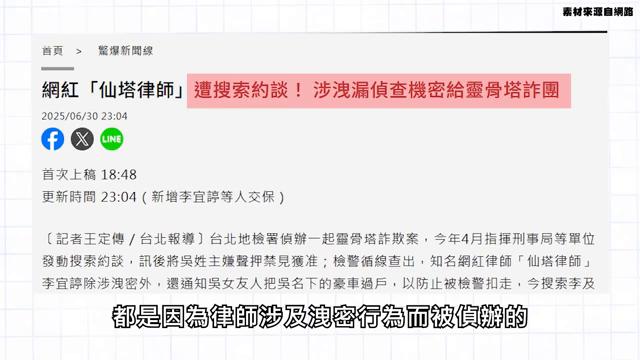 素材來源自網路
首頁 > 驚爆新聞線
網紅「仙塔律師」遭搜索約談！ 涉洩漏偵查機密給靈骨塔詐團
2025/06/30 23:04
LINE
首次上稿 18:48
更新時間 23:04（新增李宜諪等人交保）
〔記者王定傳／台北報導〕台北地檢署偵辦一起靈骨塔詐欺案，今年4月指揮刑事局等單位
發動搜索約談，訊後將吳姓主嫌聲押禁見獲准；檢警循線查出，知名網紅律師「仙塔律師」
李宜諪除涉洩密外，還通知吳女友人把吳名下的豪車過戶，以防止被檢警扣走，今搜索李及
都是因為律師涉及洩密行為而被偵辦的